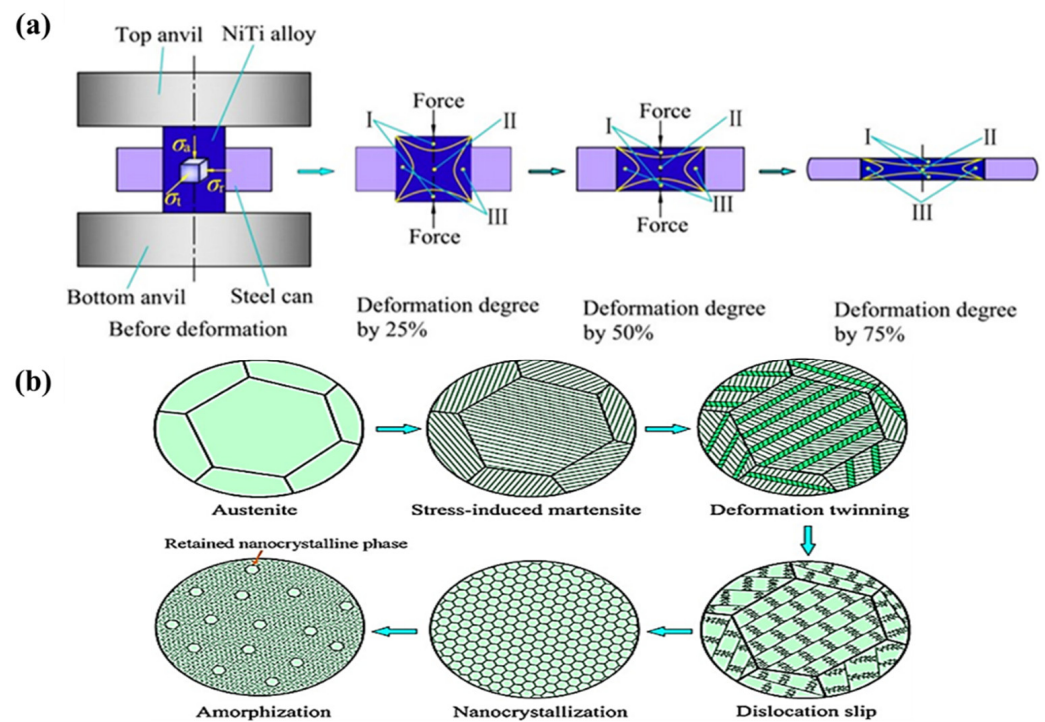 (a)
Top anvil
NiTi alloy
σa
σr
σt
Bottom anvil
Steel can
Before deformation
Force
I
II
III
Force
Deformation degree
by 25%
Force
I
II
III
Force
Deformation degree
by 50%
I
II
III
Deformation degree
by 75%
(b)
Austenite
Stress-induced martensite
Deformation twinning
Retained nanocrystalline phase
Amorphization
Nanocrystallization
Dislocation slip